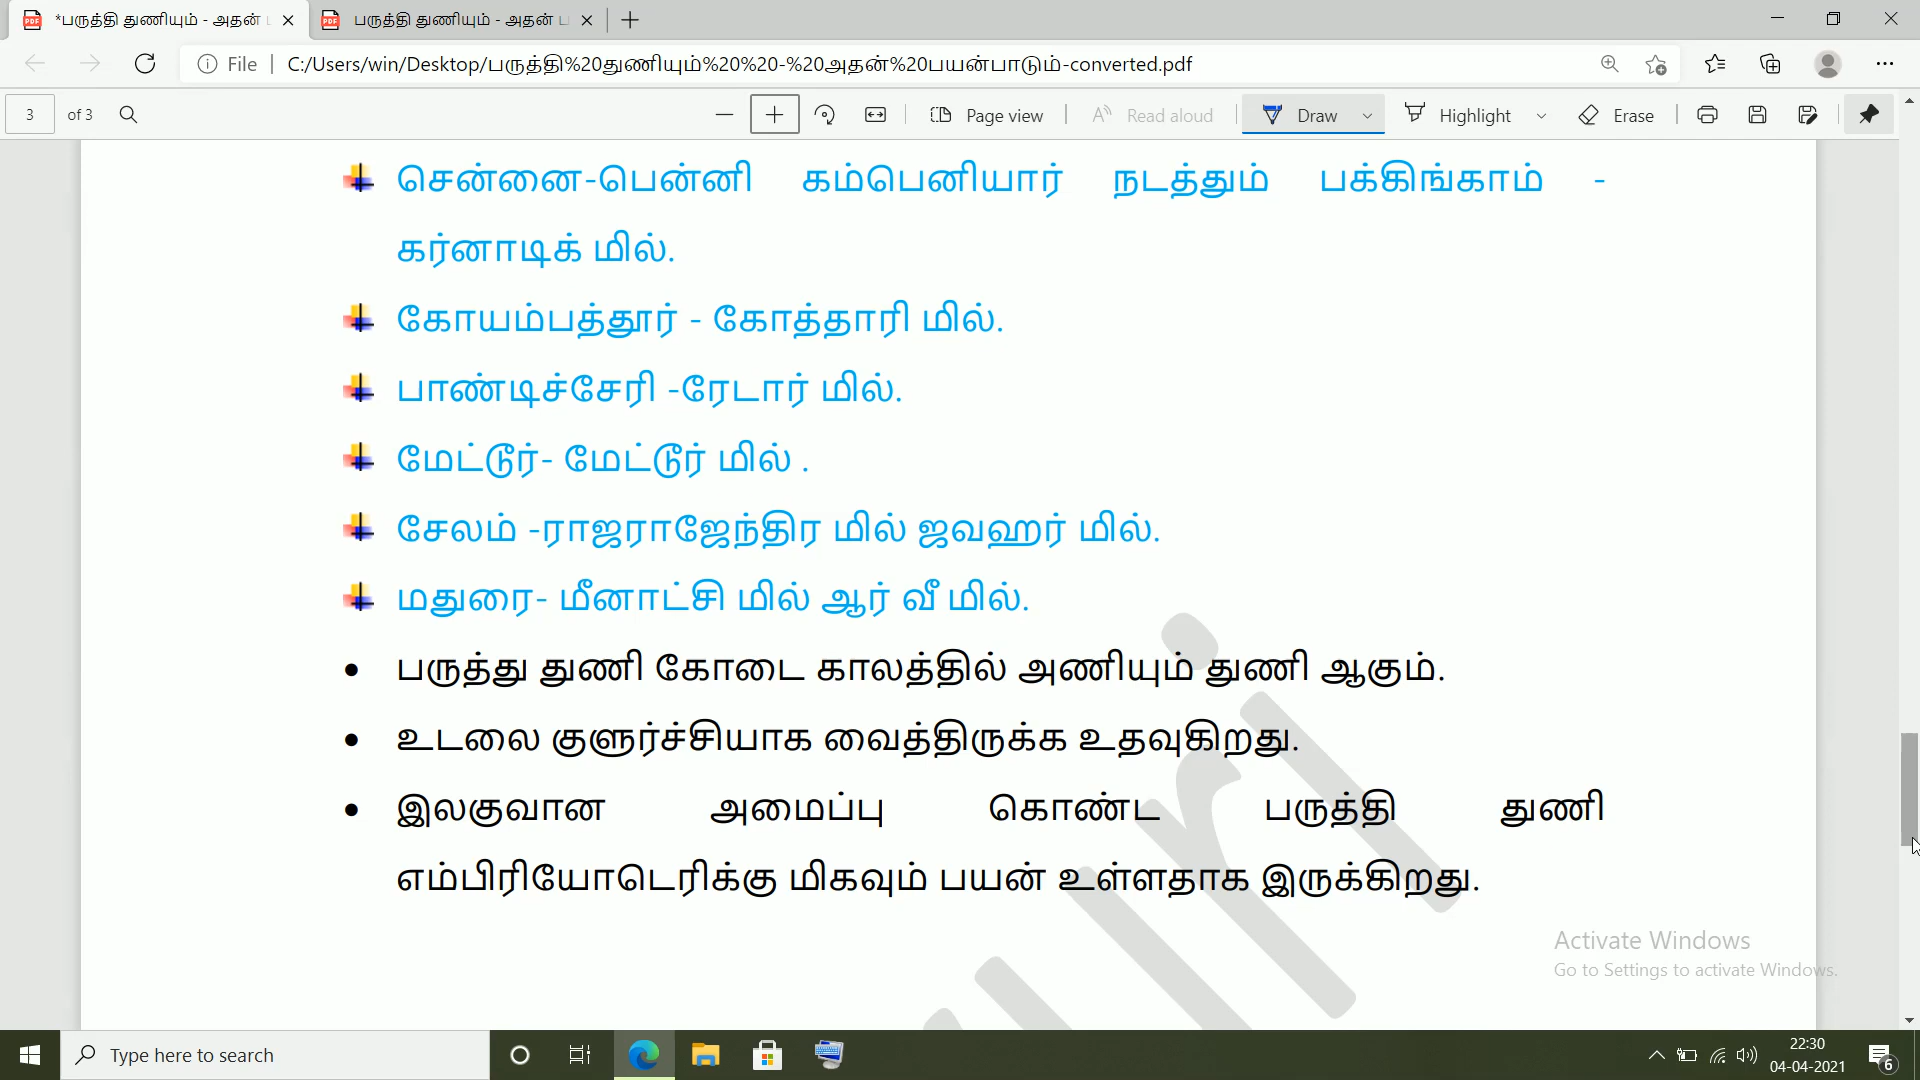 *பருத்தி துணியும் - அதன்
பருத்தி துணியும் - அதன்
File
C:/Users/win/Desktop/பருத்தி%20துணியும்%20%20-%20அதன்%20பயன்பாடும்-converted.pdf
3 of 3
Page view
Read aloud
Draw
Highlight
Erase
சென்னை-பென்னி கம்பெனியார் நடத்தும் பக்கிங்காம் -
கர்னாடிக் மில்.
கோயம்பத்தூர் - கோத்தாரி மில்.
பாண்டிச்சேரி -ரேடார் மில்.
மேட்டூர்- மேட்டூர் மில் .
சேலம் -ராஜராஜேந்திர மில் ஜவஹர் மில்.
மதுரை- மீனாட்சி மில் ஆர் வீ மில்.
• பருத்து துணி கோடை காலத்தில் அணியும் துணி ஆகும்.
• உடலை குளுர்ச்சியாக வைத்திருக்க உதவுகிறது.
• இலகுவான அமைப்பு கொண்ட பருத்தி துணி
எம்பிரியோடெரிக்கு மிகவும் பயன் உள்ளதாக இருக்கிறது.
Activate Windows
Go to Settings to activate Windows.
Type here to search
22:30
04-04-2021
6